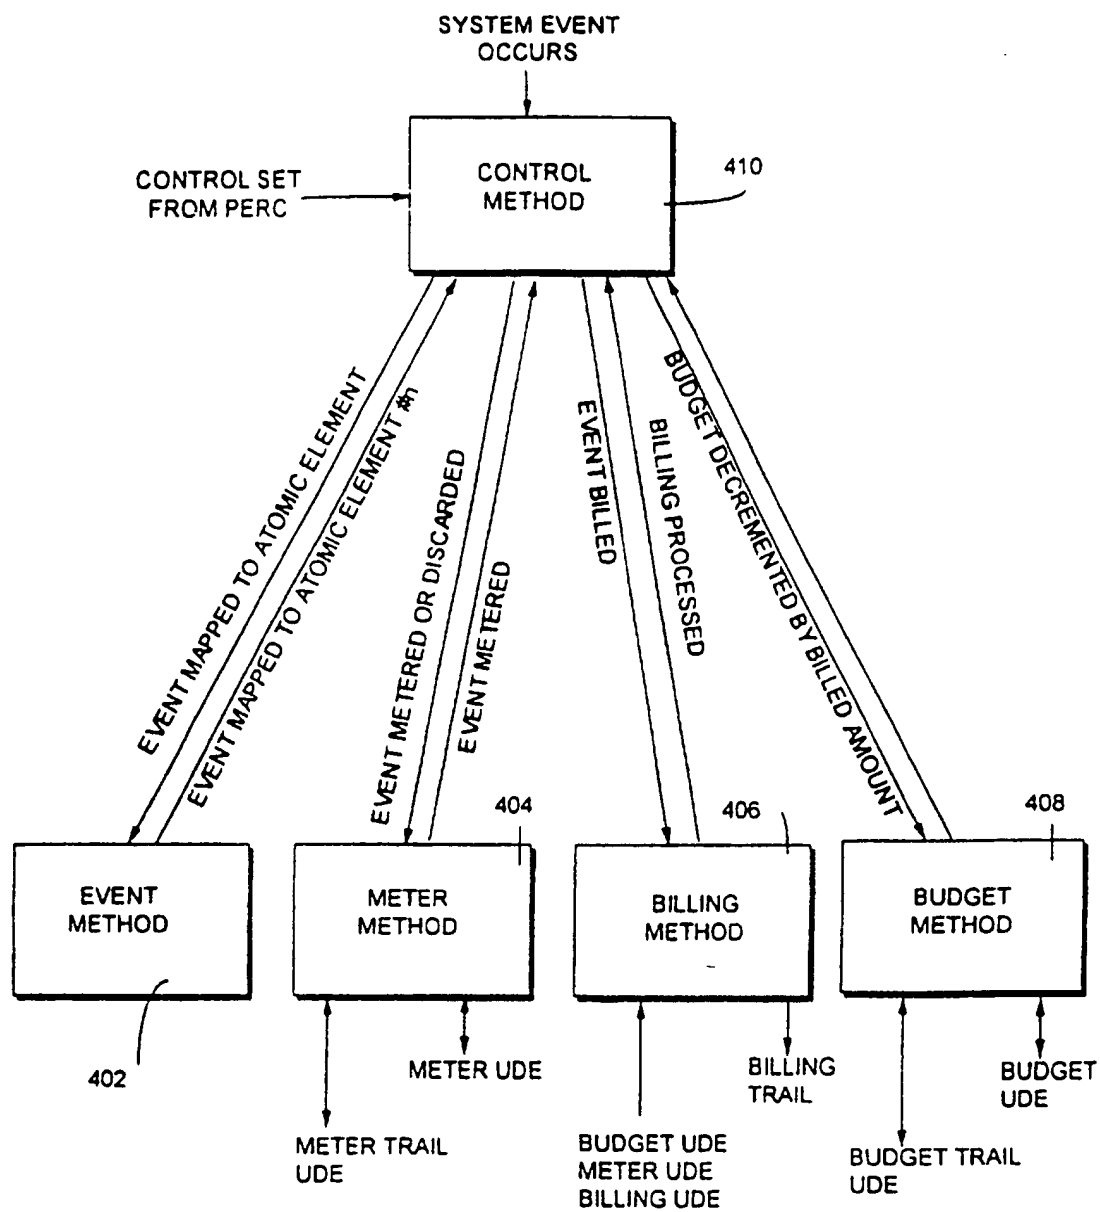 SYSTEM EVENT
OCCURS
CONTROL
METHOD
410
CONTROL SET
FROM PERC
EVENT MAPPED TO ATOMIC ELEMENT
EVENT MAPPED TO ATOMIC ELEMENT #n
EVENT METERED OR DISCARDED
EVENT METERED
EVENT BILLED
BILLING PROCESSED
BUDGET DECREMENTED BY BILLED AMOUNT
404
406
408
EVENT
METHOD
METER
METHOD
BILLING
METHOD
BUDGET
METHOD
402
METER UDE
METER TRAIL
UDE
BILLING
TRAIL
BUDGET UDE
METER UDE
BILLING UDE
BUDGET
UDE
BUDGET TRAIL
UDE